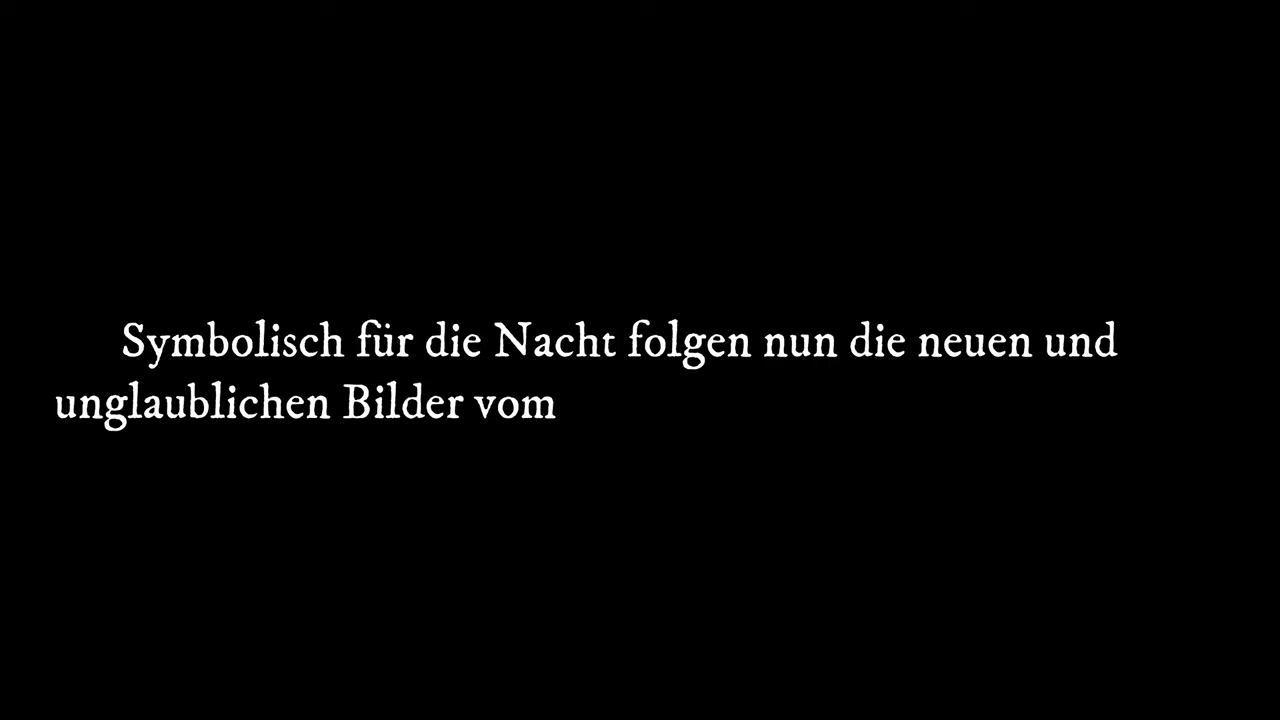 Symbolisch für die Nacht folgen nun die neuen und
unglaublichen Bilder vom